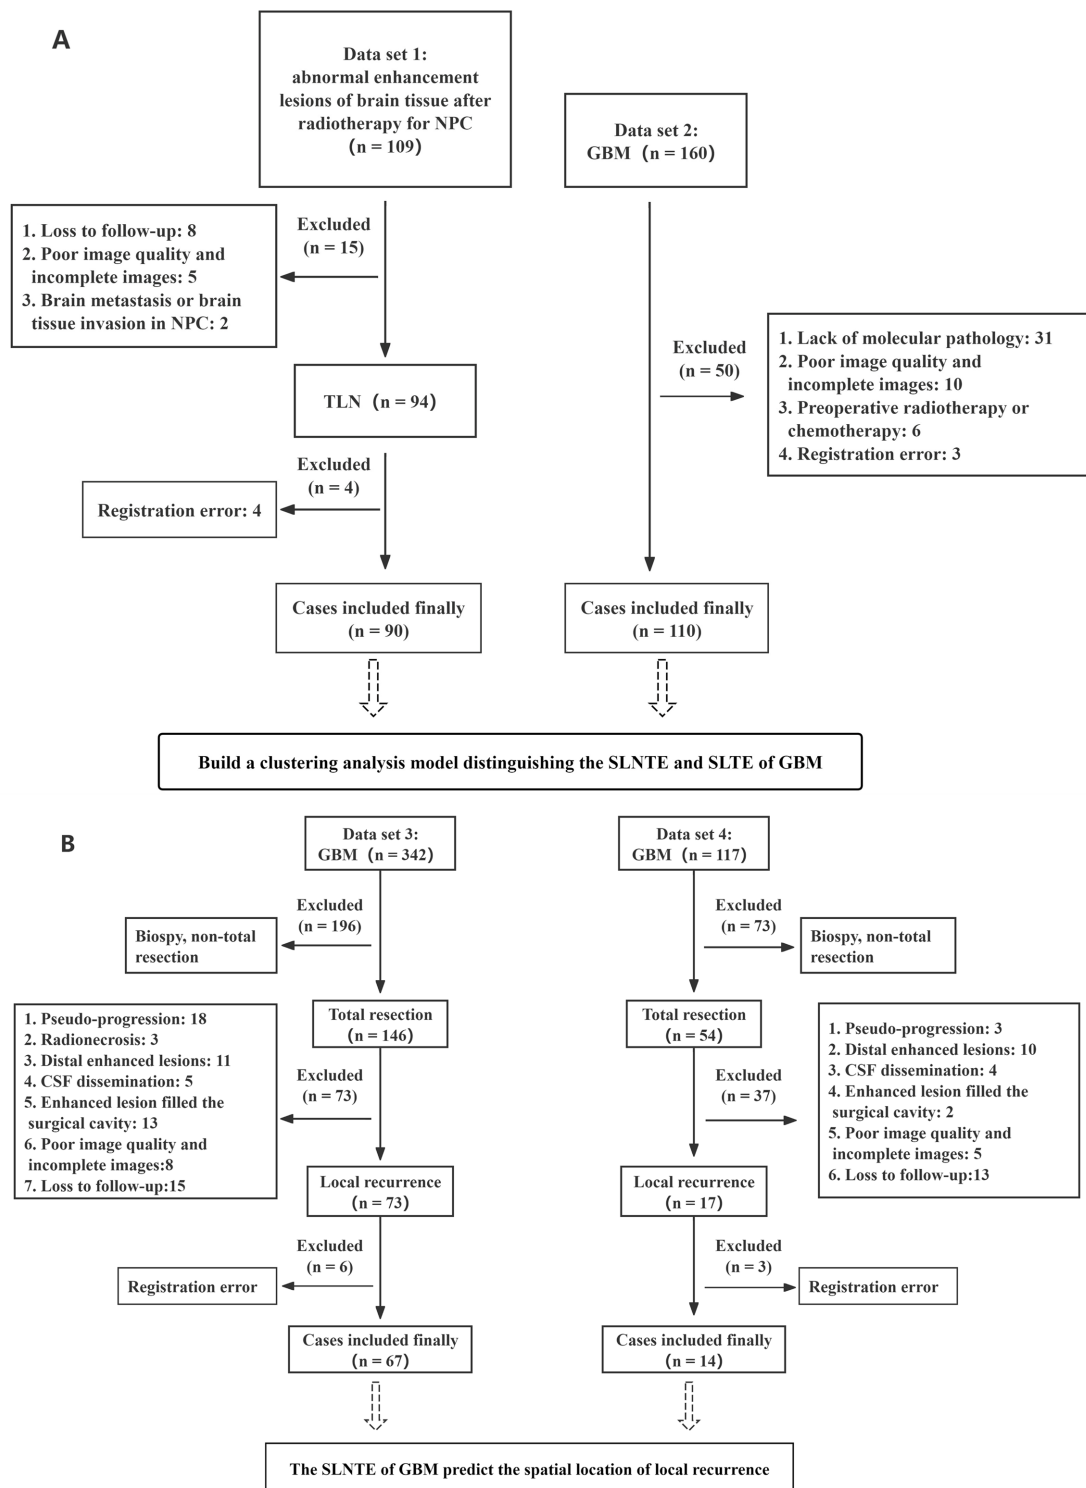 A
Data set 1:
abnormal enhancement
lesions of brain tissue after
radiotherapy for NPC
(n = 109)
Data set 2:
GBM (n = 160)
1. Loss to follow-up: 8
2. Poor image quality and
incomplete images: 5
3. Brain metastasis or brain
tissue invasion in NPC: 2
Excluded
(n = 15)
TLN (n = 94)
Excluded
(n = 50)
1. Lack of molecular pathology: 31
2. Poor image quality and
incomplete images: 10
3. Preoperative radiotherapy or
chemotherapy: 6
4. Registration error: 3
Excluded
(n = 4)
Registration error: 4
Cases included finally
(n = 90)
Cases included finally
(n = 110)
Build a clustering analysis model distinguishing the SLNTE and SLTE of GBM
B
Data set 3:
GBM (n = 342)
Data set 4:
GBM (n = 117)
Excluded
(n = 196)
Biospy, non-total
resection
Excluded
(n = 73)
Biospy, non-total
resection
Total resection
(n = 146)
Total resection
(n = 54)
1. Pseudo-progression: 18
2. Radionecrosis: 3
3. Distal enhanced lesions: 11
4. CSF dissemination: 5
5. Enhanced lesion filled the
surgical cavity: 13
6. Poor image quality and
incomplete images:8
7. Loss to follow-up:15
Excluded
(n = 73)
Excluded
(n = 37)
1. Pseudo-progression: 3
2. Distal enhanced lesions: 10
3. CSF dissemination: 4
4. Enhanced lesion filled the
surgical cavity: 2
5. Poor image quality and
incomplete images: 5
6. Loss to follow-up:13
Local recurrence
(n = 73)
Local recurrence
(n = 17)
Excluded
(n = 6)
Registration error
Excluded
(n = 3)
Registration error
Cases included finally
(n = 67)
Cases included finally
(n = 14)
The SLNTE of GBM predict the spatial location of local recurrence